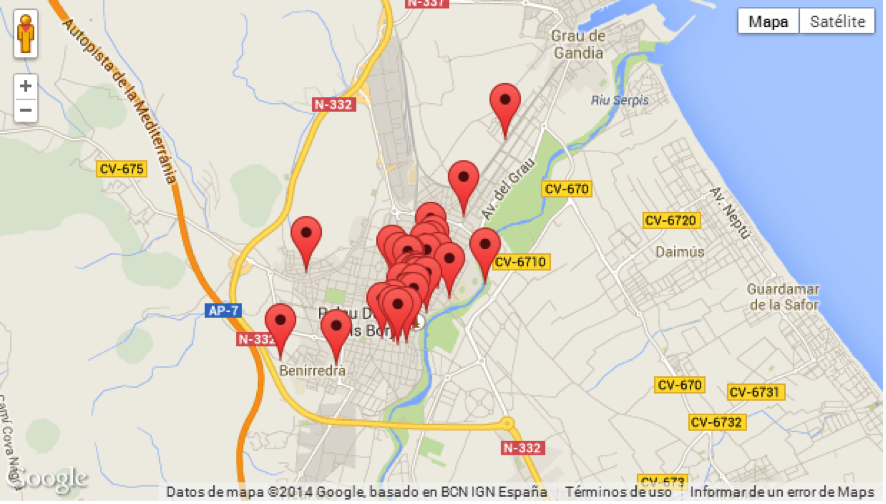 N-337
Mapa
Satélite
Autopista de la Mediterránia
Grau de
Gandia
Riu Serpis
N-332
CV-675
Av. del Grau
CV-670
Av. Neptú
CV-6720
Daimús
CV-6710
Guardamar
de la Safor
AP-7
N-332
Benirredrà
CV-670
CV-6731
CV-6732
N-332
Camí Cova Negra
CV-673
Google
Datos de mapa ©2014 Google, basado en BCN IGN España
Términos de uso
Informar de un error de Maps